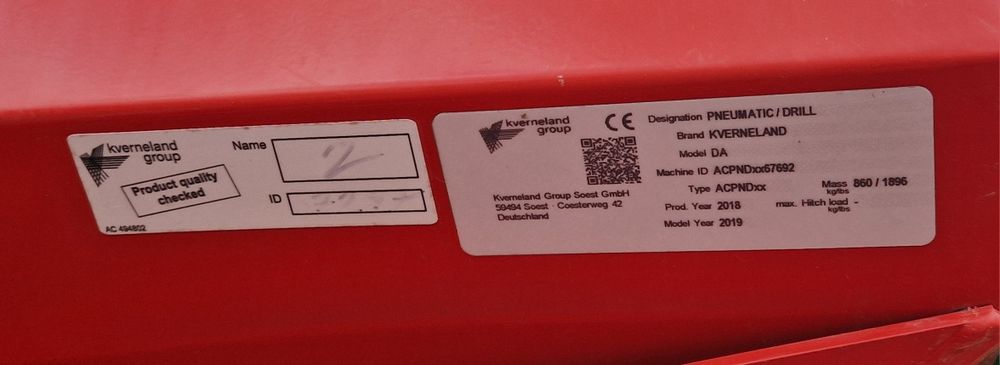 kverneland
group
Product quality
checked
Name
ID
AC 494802
kverneland
group
CE
Kverneland Group Soest GmbH
59494 Soest - Coesterweg 42
Deutschland
Designation PNEUMATIC / DRILL
Brand KVERNELAND
Model DA
Machine ID ACPNDxx67692
Type ACPNDxx
Mass kg/lbs 860 / 1896
Prod. Year 2018
max. Hitch load kg/lbs -
Model Year 2019